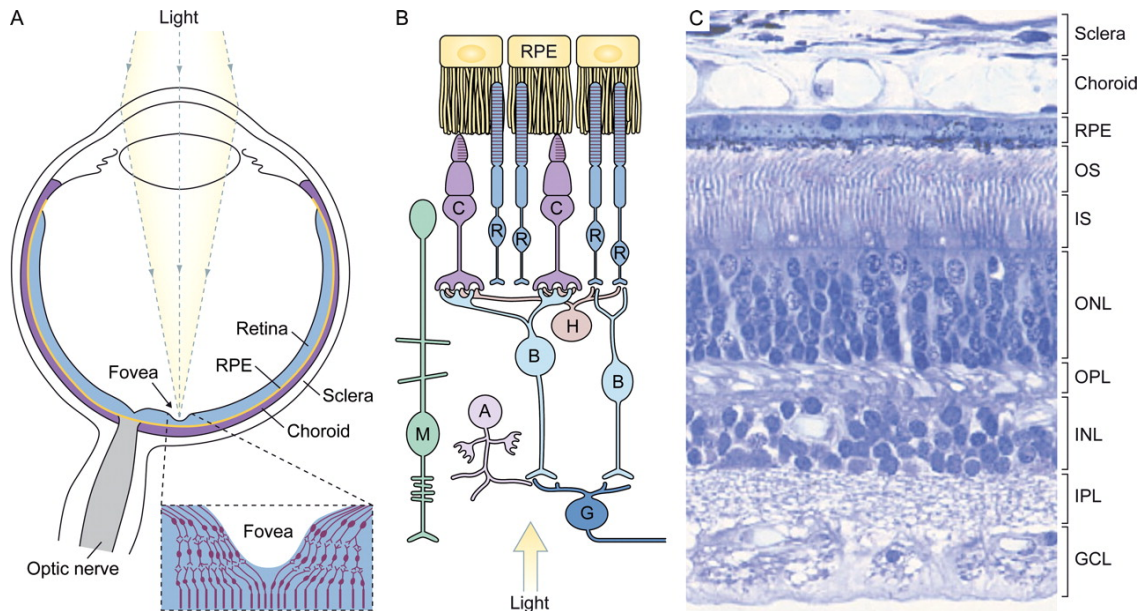 A
Light
Retina
RPE
Fovea
Sclera
Choroid
Optic nerve
Fovea
B
RPE
C
C
R
R
R
R
H
B
B
A
M
G
Light
C
Sclera
Choroid
RPE
OS
IS
ONL
OPL
INL
IPL
GCL